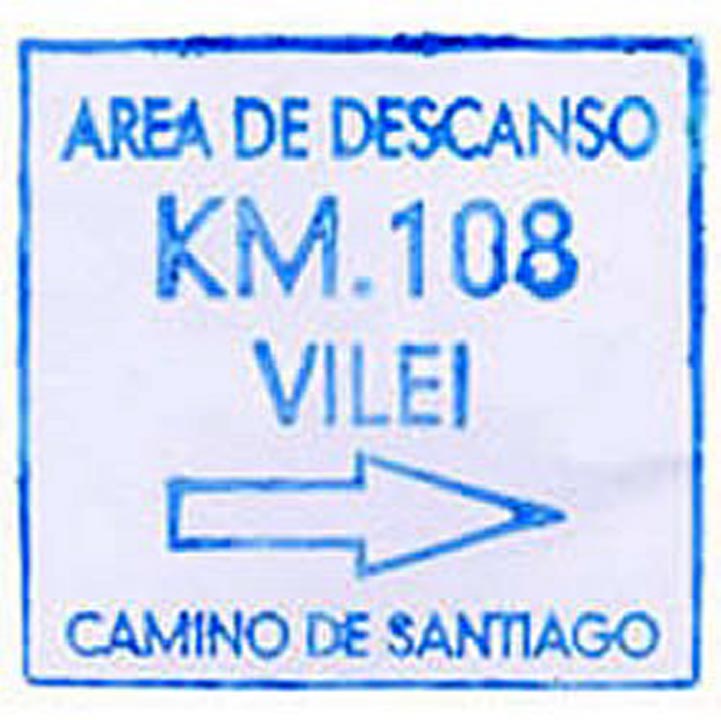 AREA DE DESCANSO
KM.108
VILEI
CAMINO DE SANTIAGO